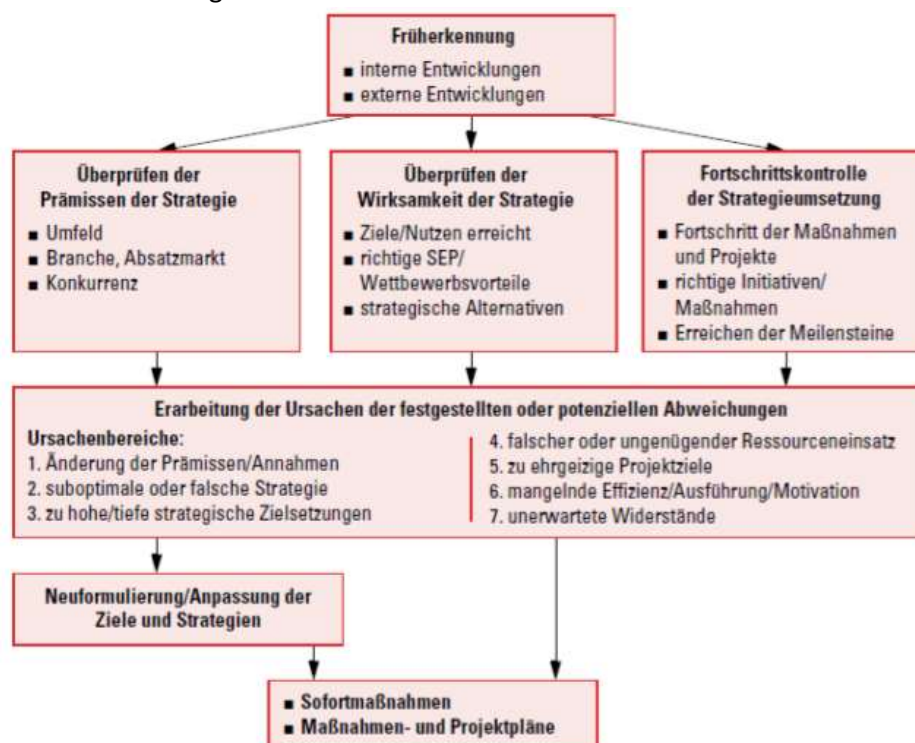 Früherkennung
■ interne Entwicklungen
■ externe Entwicklungen
Überprüfen der
Prämissen der Strategie
■ Umfeld
■ Branche, Absatzmarkt
■ Konkurrenz
Überprüfen der
Wirksamkeit der Strategie
■ Ziele/Nutzen erreicht
■ richtige SEP/
Wettbewerbsvorteile
■ strategische Alternativen
Fortschrittskontrolle
der Strategieumsetzung
■ Fortschritt der Maßnahmen
und Projekte
■ richtige Initiativen/
Maßnahmen
■ Erreichen der Meilensteine
Erarbeitung der Ursachen der festgestellten oder potenziellen Abweichungen
Ursachenbereiche:
1. Änderung der Prämissen/Annahmen
2. suboptimale oder falsche Strategie
3. zu hohe/tiefe strategische Zielsetzungen
4. falscher oder ungenügender Ressourceneinsatz
5. zu ehrgeizige Projektziele
6. mangelnde Effizienz/Ausführung/Motivation
7. unerwartete Widerstände
Neuformulierung/Anpassung der
Ziele und Strategien
■ Sofortmaßnahmen
■ Maßnahmen- und Projektpläne